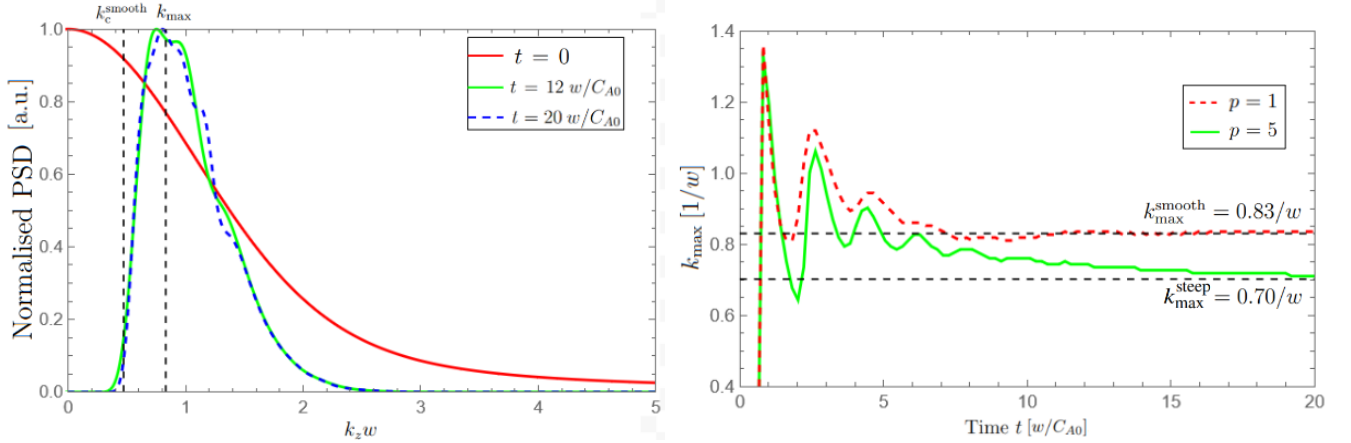 k_c^smooth k_max
1.0
0.8
0.6
0.4
0.2
0.0
Normalised PSD [a.u.]
t = 0
t = 12 w/C_A0
t = 20 w/C_A0
0 1 2 3 4 5
k_z w
1.4
1.2
1.0
0.8
0.6
0.4
k_max [1/w]
p = 1
p = 5
k_max^smooth = 0.83/w
k_max^steep = 0.70/w
0 5 10 15 20
Time t [w/C_A0]